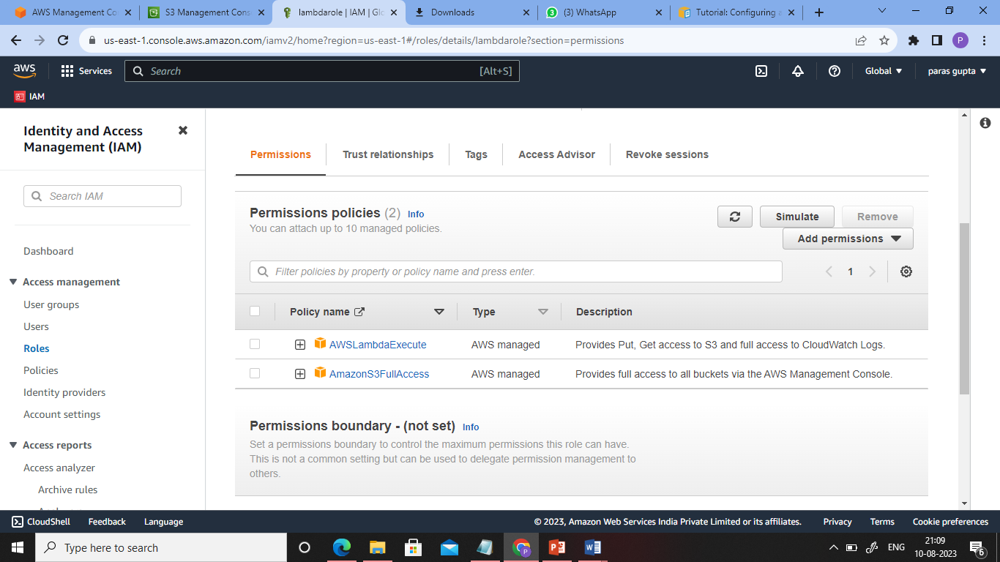 AWS Management Co
S3 Management Cons
lambdarole | IAM | Glo
Downloads
(3) WhatsApp
Tutorial: Configuring a
us-east-1.console.aws.amazon.com/iamv2/home?region=us-east-1#/roles/details/lambdarole?section=permissions
P
aws
Services
Search
[Alt+S]
Global
paras gupta
IAM
Identity and Access
Management (IAM)
Search IAM
Dashboard
Access management
User groups
Users
Roles
Policies
Identity providers
Account settings
Access reports
Access analyzer
Archive rules
Permissions
Trust relationships
Tags
Access Advisor
Revoke sessions
Permissions policies (2) Info
You can attach up to 10 managed policies.
Simulate
Remove
Add permissions
Filter policies by property or policy name and press enter.
1
Policy name Type Description
AWSLambdaExecute AWS managed Provides Put, Get access to S3 and full access to CloudWatch Logs.
AmazonS3FullAccess AWS managed Provides full access to all buckets via the AWS Management Console.
Permissions boundary - (not set) Info
Set a permissions boundary to control the maximum permissions this role can have.
This is not a common setting but can be used to delegate permission management to
others.
CloudShell Feedback Language
© 2023, Amazon Web Services India Private Limited or its affiliates. Privacy Terms Cookie preferences
Type here to search
ENG
21:09
10-08-2023
6